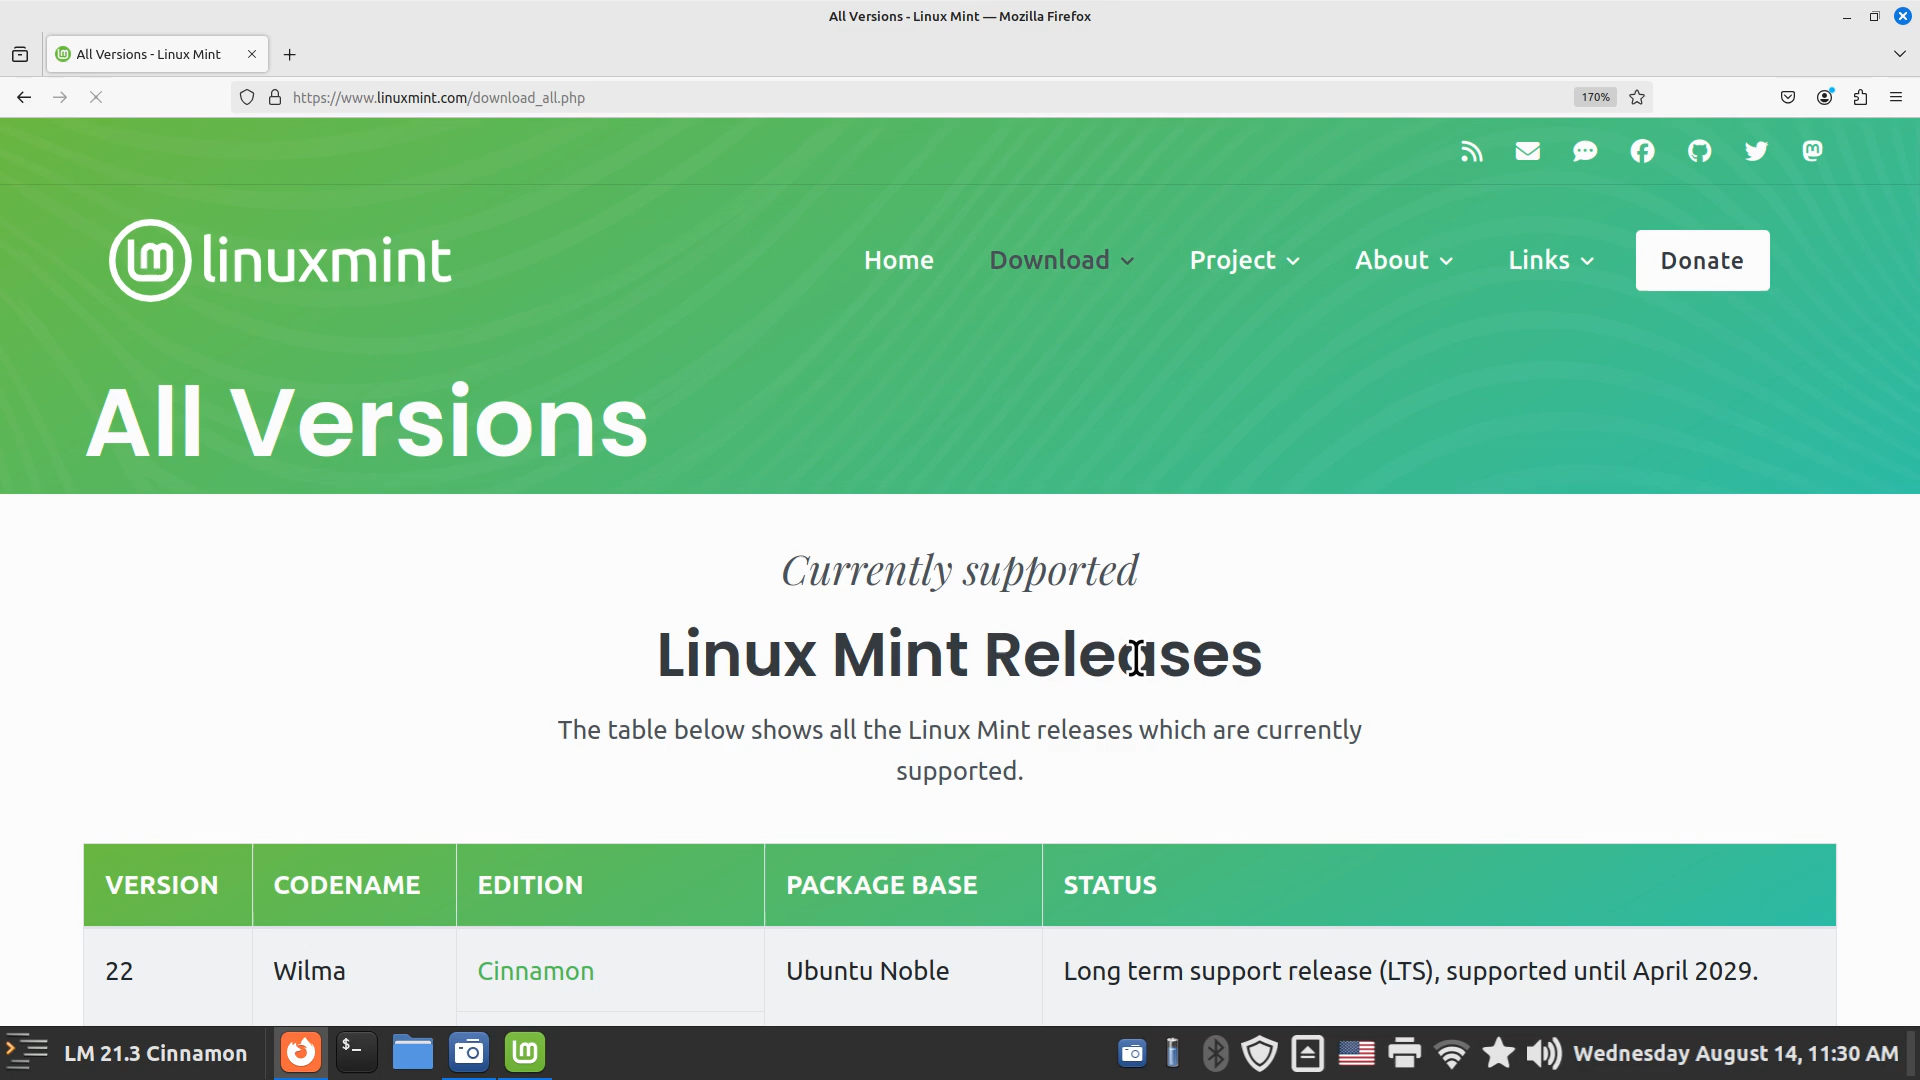 All Versions - Linux Mint — Mozilla Firefox
All Versions - Linux Mint
https://www.linuxmint.com/download_all.php
170%
linuxmint
Home
Download
Project
About
Links
Donate
All Versions
Currently supported
Linux Mint Releases
The table below shows all the Linux Mint releases which are currently
supported.
VERSION CODENAME EDITION PACKAGE BASE STATUS
22 Wilma Cinnamon Ubuntu Noble Long term support release (LTS), supported until April 2029.
LM 21.3 Cinnamon
Wednesday August 14, 11:30 AM